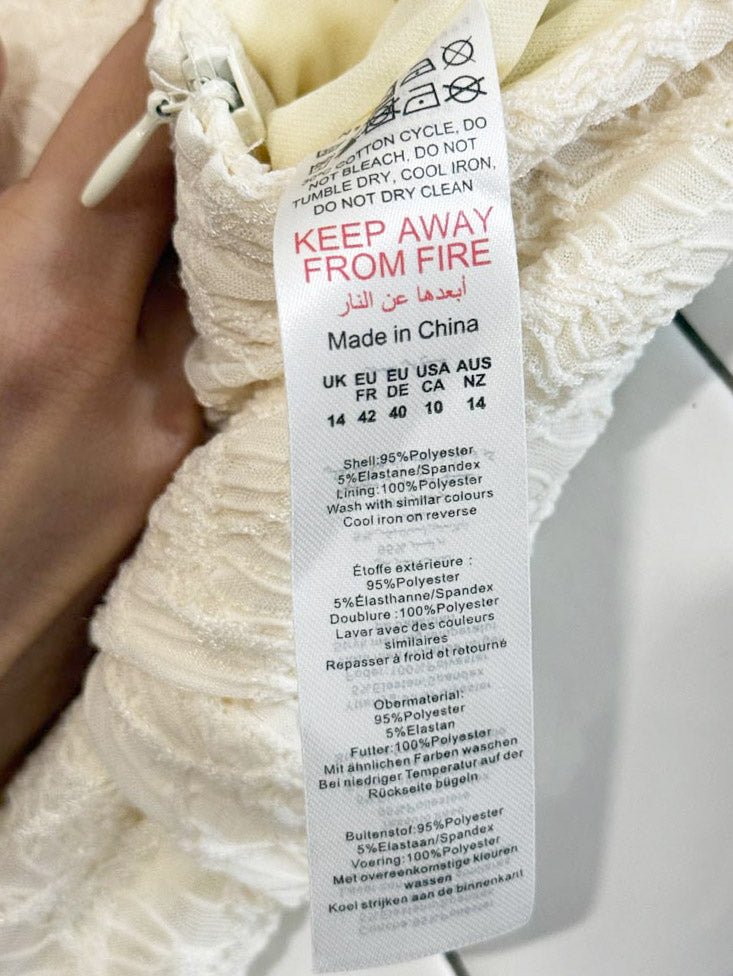 COTTON CYCLE, DO
NOT BLEACH, DO NOT
TUMBLE DRY, COOL IRON,
DO NOT DRY CLEAN
KEEP AWAY
FROM FIRE
أبعدها عن النار
Made in China
UK EU EU USA AUS
FR DE CA NZ
14 42 40 10 14
Shell:95%Polyester
5%Elastane/Spandex
Lining:100%Polyester
Wash with similar colours
Cool iron on reverse
Étoffe extérieure :
95%Polyester
5%Élasthanne/Spandex
Doublure :100%Polyester
Laver avec des couleurs
similaires
Repasser à froid et retourné
Obermaterial:
95%Polyester
5%Elastan
Futter:100%Polyester
Mit ähnlichen Farben waschen
Bei niedriger Temperatur auf der
Rückseite bügeln
Buitenstof:95%Polyester
5%Elastaan/Spandex
Voering:100%Polyester
Met overeenkomstige kleuren
wassen
Koel strijken aan de binnenkant